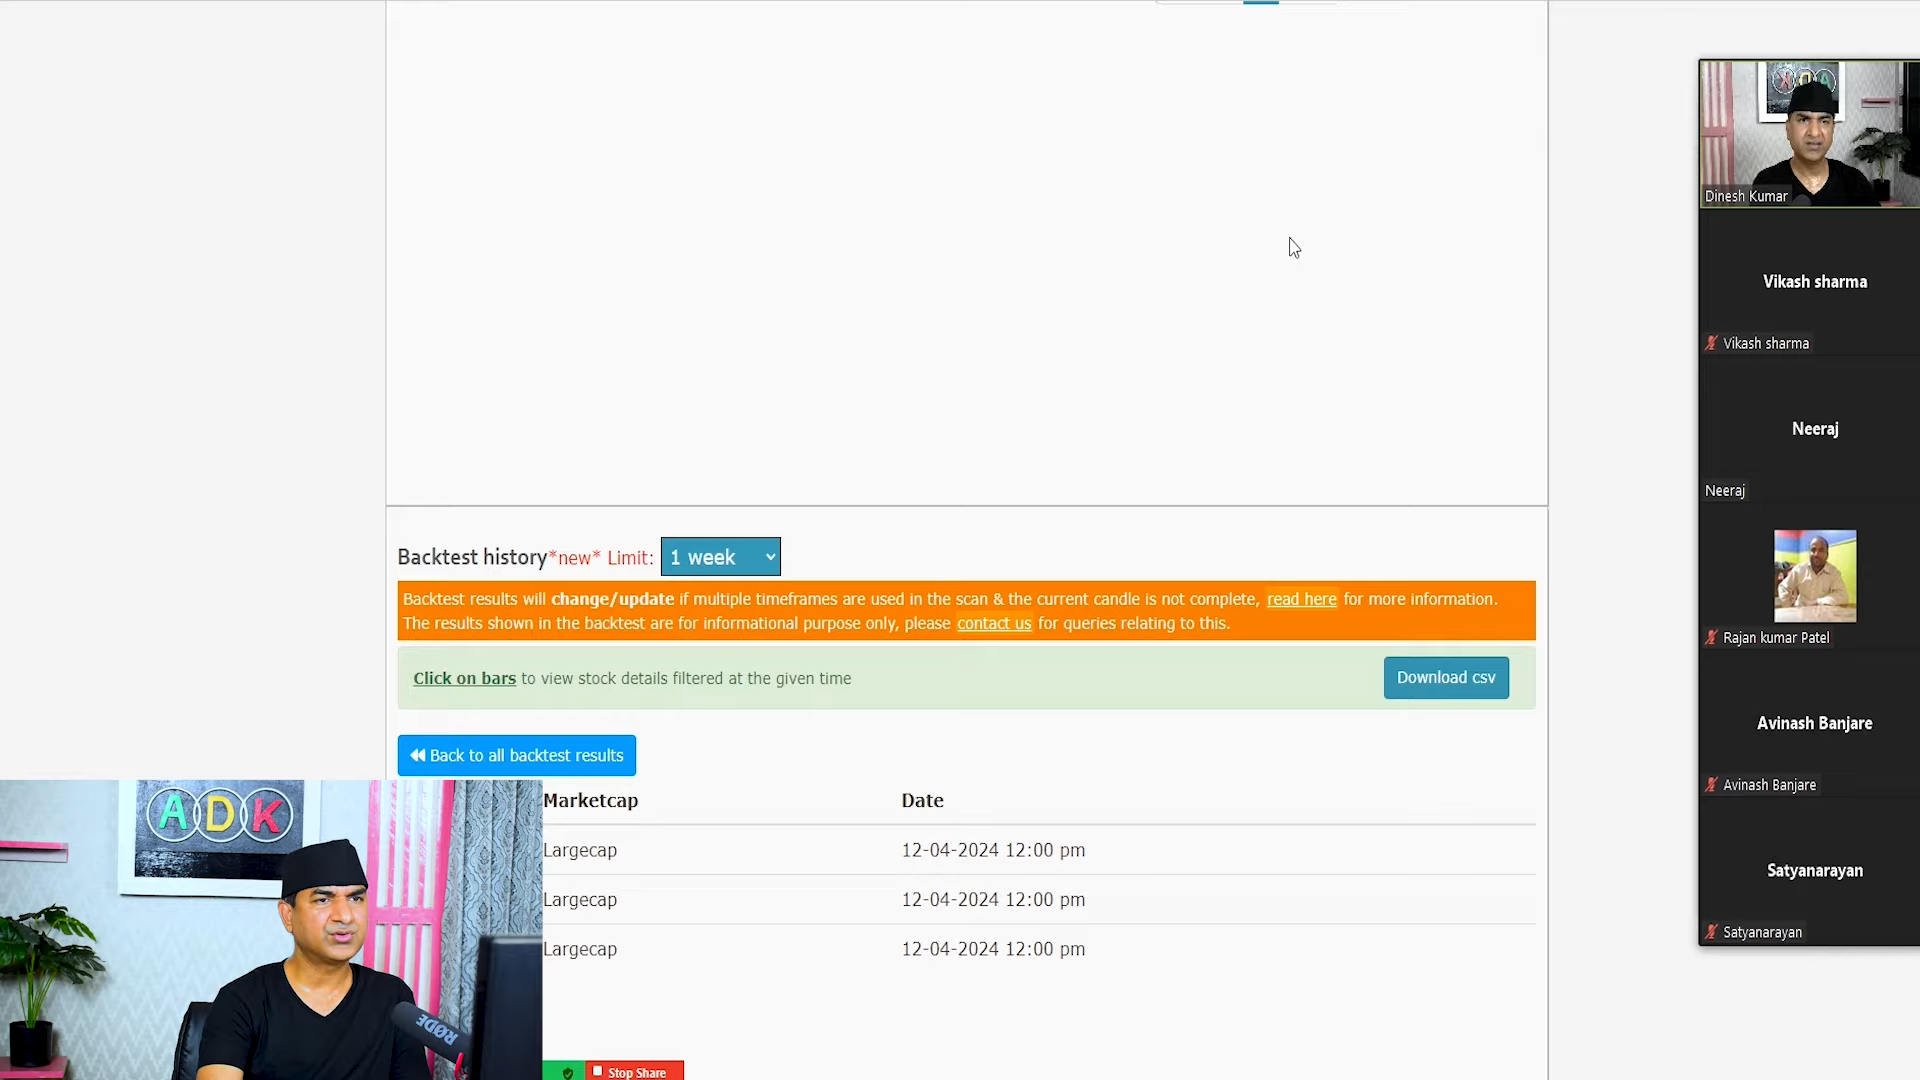 Backtest history*new* Limit: 1 week
Backtest results will change/update if multiple timeframes are used in the scan & the current candle is not complete, read here for more information.
The results shown in the backtest are for informational purpose only, please contact us for queries relating to this.
Click on bars to view stock details filtered at the given time
Download csv
Back to all backtest results
Marketcap Date
Largecap 12-04-2024 12:00 pm
Largecap 12-04-2024 12:00 pm
Largecap 12-04-2024 12:00 pm
Stop Share
ADK
RØDE
Dinesh Kumar
Vikash sharma
Vikash sharma
Neeraj
Neeraj
Rajan kumar Patel
Avinash Banjare
Avinash Banjare
Satyanarayan
Satyanarayan